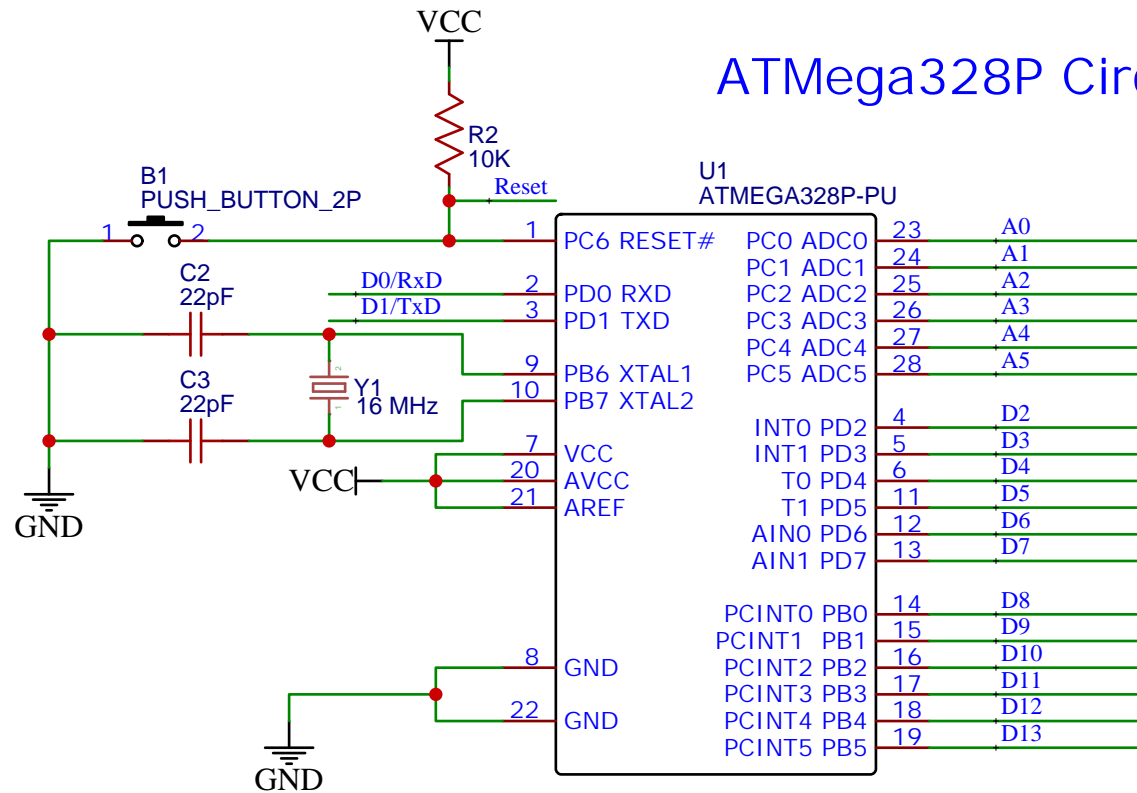 VCC
ATMega328P Circ
R2
10K
B1
PUSH_BUTTON_2P
Reset
U1
ATMEGA328P-PU
1 2
1 PC6 RESET# PC0 ADC0 23 A0
PC1 ADC1 24 A1
C2
22pF
D0/RxD 2 PD0 RXD PC2 ADC2 25 A2
D1/TxD 3 PD1 TXD PC3 ADC3 26 A3
PC4 ADC4 27 A4
9 PB6 XTAL1 PC5 ADC5 28 A5
C3
22pF
2
Y1
16 MHz
1
10 PB7 XTAL2
INT0 PD2 4 D2
7 VCC INT1 PD3 5 D3
VCC 20 AVCC T0 PD4 6 D4
21 AREF T1 PD5 11 D5
GND
AIN0 PD6 12 D6
AIN1 PD7 13 D7
PCINT0 PB0 14 D8
PCINT1 PB1 15 D9
8 GND PCINT2 PB2 16 D10
PCINT3 PB3 17 D11
22 GND PCINT4 PB4 18 D12
PCINT5 PB5 19 D13
GND